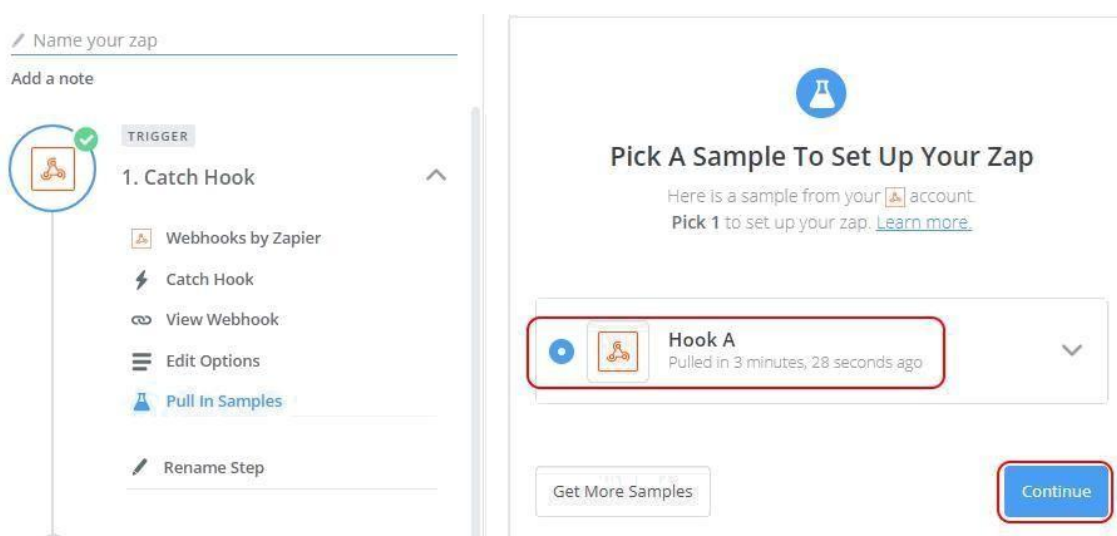 Name your zap
Add a note
TRIGGER
1. Catch Hook
Webhooks by Zapier
Catch Hook
View Webhook
Edit Options
Pull In Samples
Rename Step
Pick A Sample To Set Up Your Zap
Here is a sample from your account.
Pick 1 to set up your zap. Learn more.
Hook A
Pulled in 3 minutes, 28 seconds ago
Get More Samples
Continue